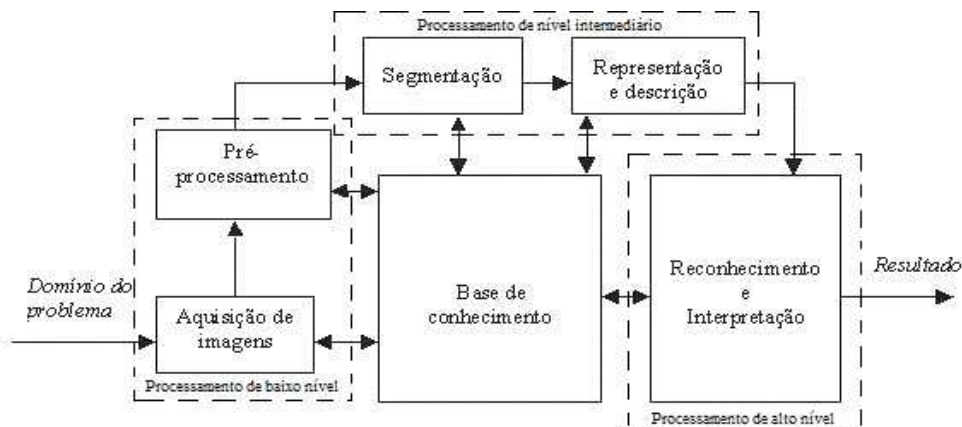 Processamento de nível intermediário
Segmentação
Representação
e descrição
Pré-
processamento
Domínio do
problema
Aquisição de
imagens
Processamento de baixo nível
Base de
conhecimento
Reconhecimento
e
Interpretação
Resultado
Processamento de alto nível